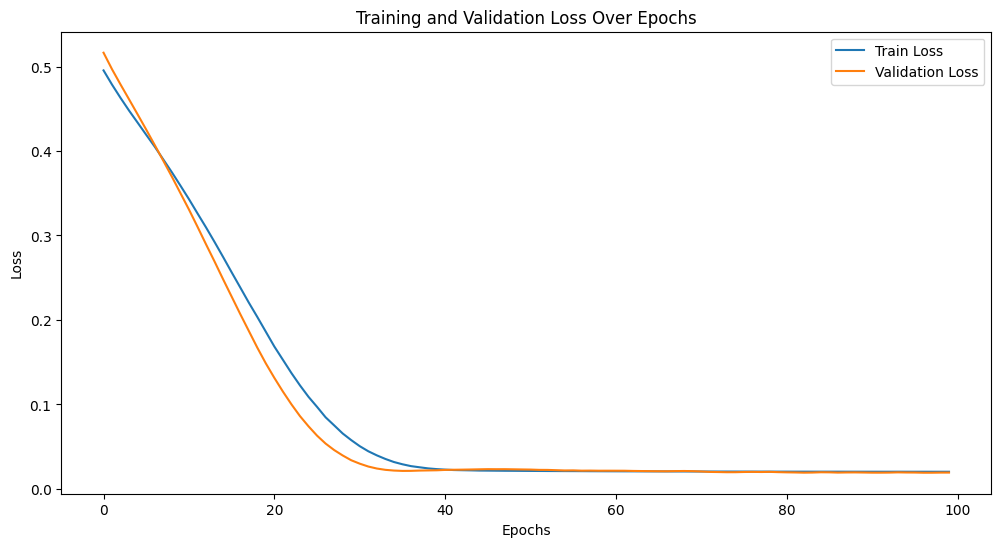 Training and Validation Loss Over Epochs
Train Loss
Validation Loss
0.5
0.4
0.3
0.2
0.1
0.0
Loss
0 20 40 60 80 100
Epochs